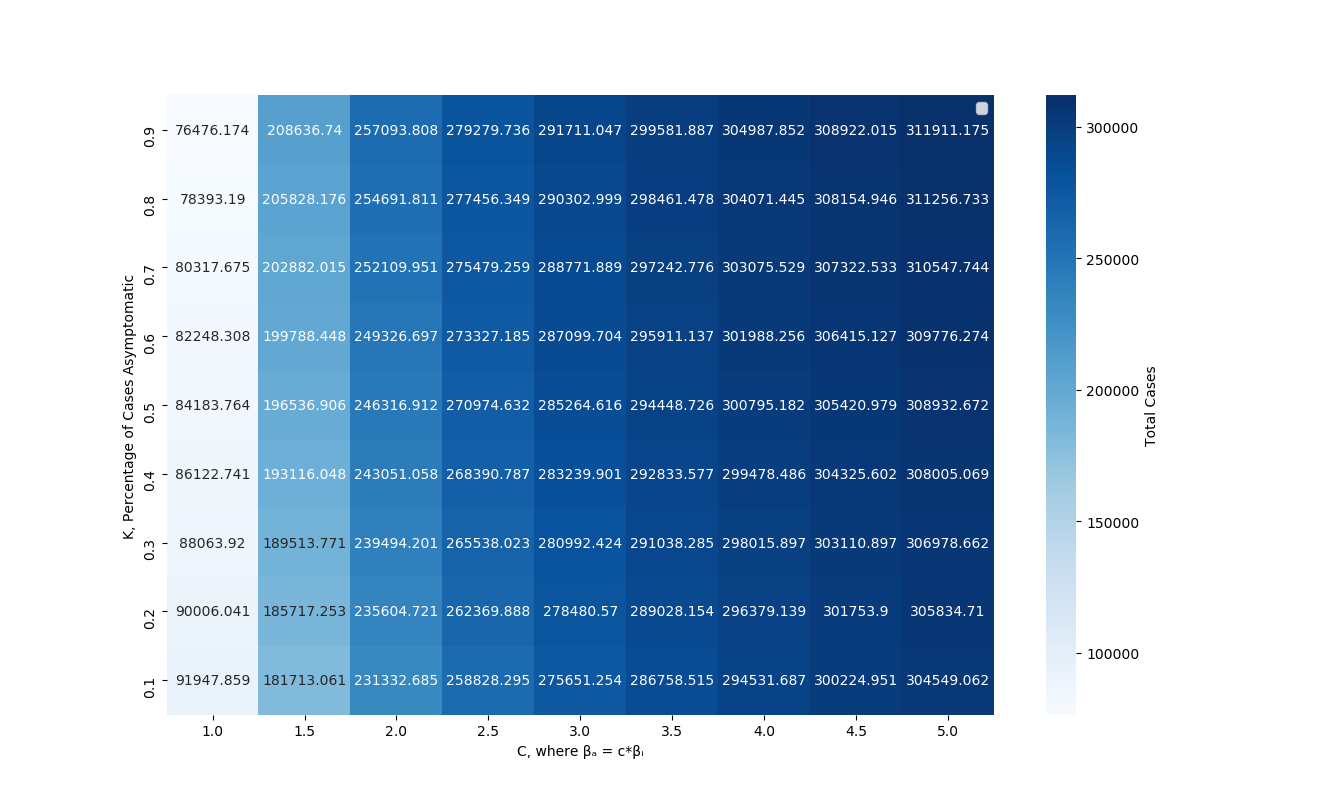 0.9 76476.174 208636.74 257093.808 279279.736 291711.047 299581.887 304987.852 308922.015 311911.175
0.8 78393.19 205828.176 254691.811 277456.349 290302.999 298461.478 304071.445 308154.946 311256.733
0.7 80317.675 202882.015 252109.951 275479.259 288771.889 297242.776 303075.529 307322.533 310547.744
0.6 82248.308 199788.448 249326.697 273327.185 287099.704 295911.137 301988.256 306415.127 309776.274
0.5 84183.764 196536.906 246316.912 270974.632 285264.616 294448.726 300795.182 305420.979 308932.672
0.4 86122.741 193116.048 243051.058 268390.787 283239.901 292833.577 299478.486 304325.602 308005.069
0.3 88063.92 189513.771 239494.201 265538.023 280992.424 291038.285 298015.897 303110.897 306978.662
0.2 90006.041 185717.253 235604.721 262369.888 278480.57 289028.154 296379.139 301753.9 305834.71
0.1 91947.859 181713.061 231332.685 258828.295 275651.254 286758.515 294531.687 300224.951 304549.062
1.0 1.5 2.0 2.5 3.0 3.5 4.0 4.5 5.0
C, where βₐ = c*βᵢ
K, Percentage of Cases Asymptomatic
300000
250000
200000
150000
100000
Total Cases